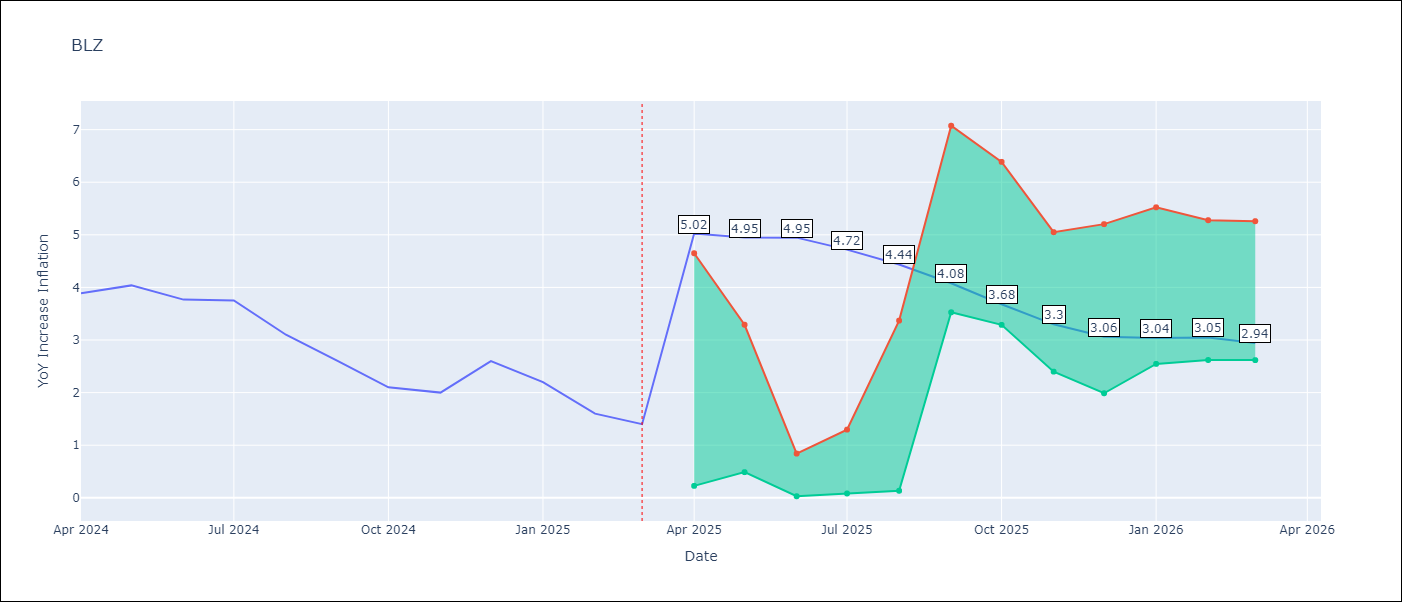 BLZ
YoY Increase Inflation
7
6
5
4
3
2
1
0
5.02
4.95
4.95
4.72
4.44
4.08
3.68
3.3
3.06
3.04
3.05
2.94
Apr 2024
Jul 2024
Oct 2024
Jan 2025
Apr 2025
Jul 2025
Oct 2025
Jan 2026
Apr 2026
Date